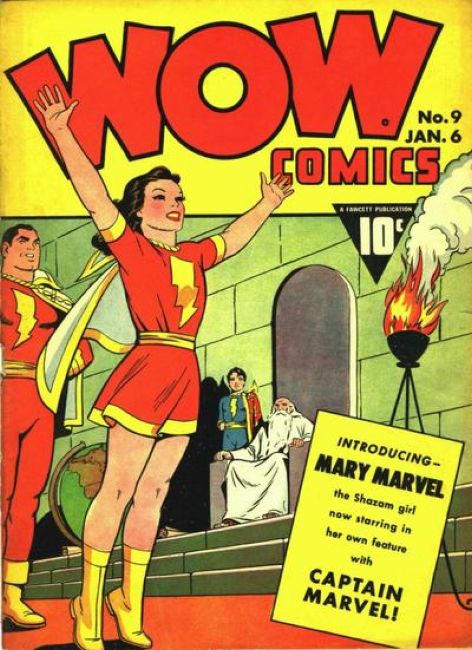 WOW
COMICS
No. 9
JAN. 6
A FAWCETT PUBLICATION
10¢
INTRODUCING—
MARY MARVEL
the Shazam girl
now starring in
her own feature
with
CAPTAIN
MARVEL!